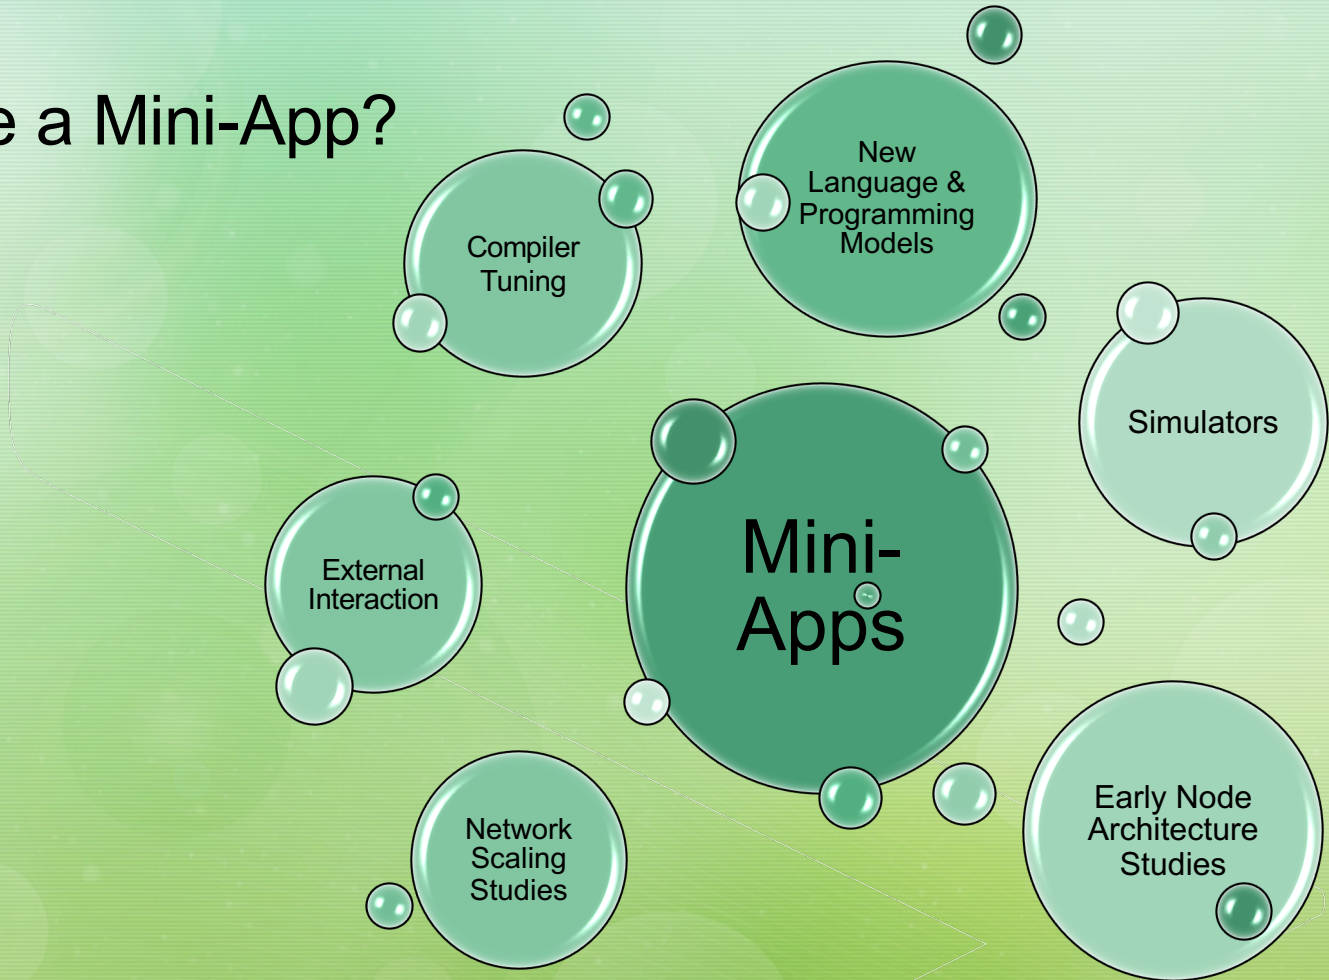 e a Mini-App?
New
Language &
Programming
Models
Compiler
Tuning
Simulators
Mini-
Apps
External
Interaction
Early Node
Architecture
Studies
Network
Scaling
Studies